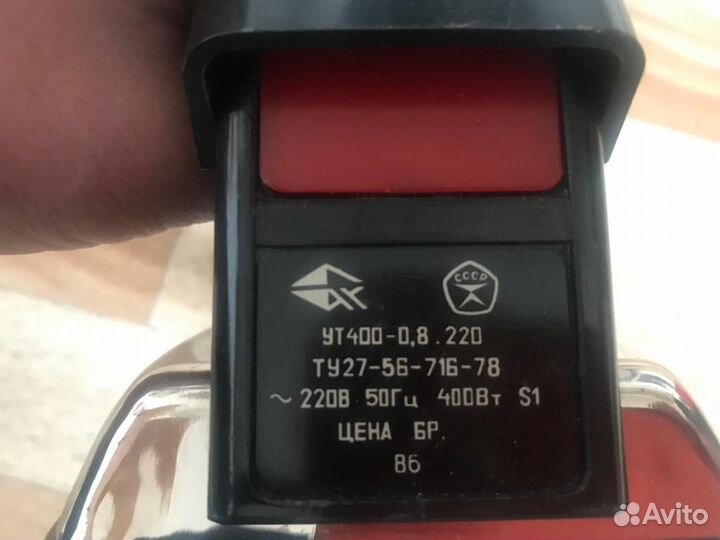 СССР
УТ400-0,8.220
ТУ27-56-716-78
~ 220В 50Гц 400Вт S1
ЦЕНА 6Р.
86
Avito